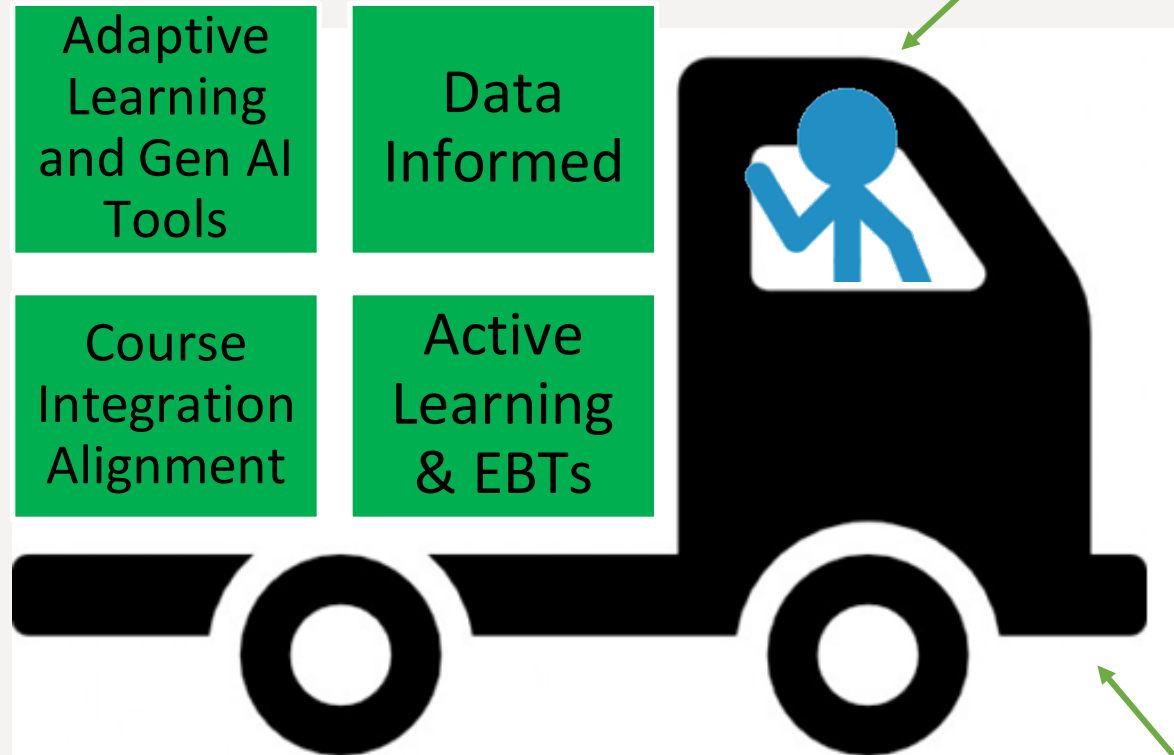 Adaptive
Learning
and Gen AI
Tools
Data
Informed
Course
Integration
Alignment
Active
Learning
& EBTs